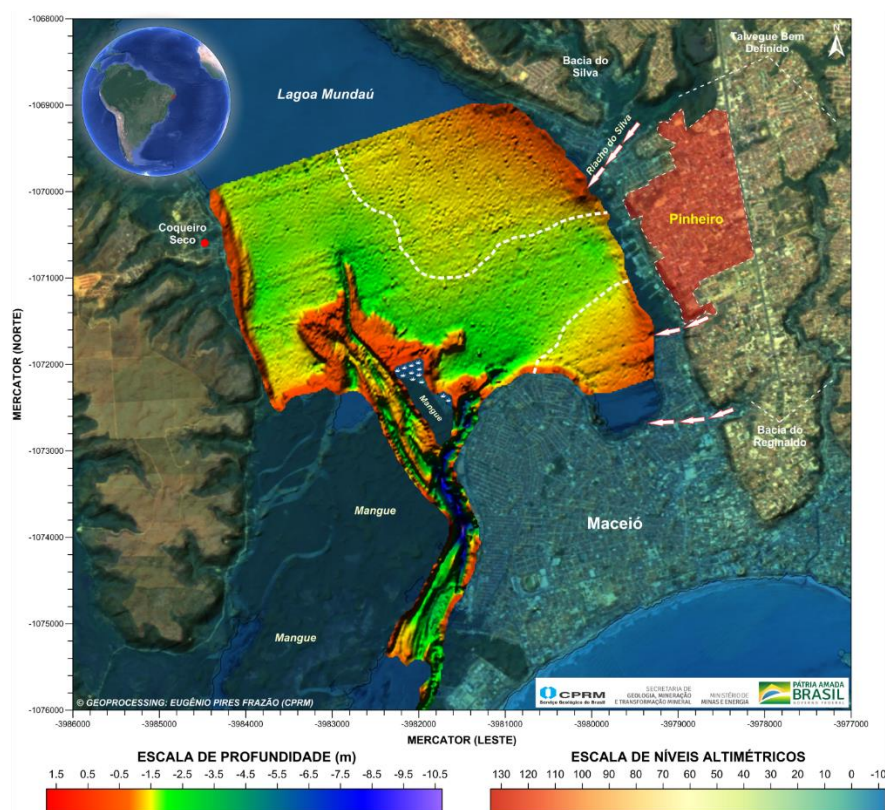 -1068000
-1069000
-1070000
-1071000
-1072000
-1073000
-1074000
-1075000
-1076000
MERCATOR (NORTE)
Lagoa Mundaú
Bacia do
Silva
Talvegue Bem
Definido
N
Riacho do Silva
Pinheiro
Coqueiro
Seco
Mangue
Bacia do
Reginaldo
Mangue
Maceió
Mangue
© GEOPROCESSING: EUGÊNIO PIRES FRAZÃO (CPRM)
CPRM
Serviço Geológico do Brasil
SECRETARIA DE
GEOLOGIA, MINERAÇÃO
E TRANSFORMAÇÃO MINERAL
MINISTÉRIO DE
MINAS E ENERGIA
PÁTRIA AMADA
BRASIL
GOVERNO FEDERAL
-3986000 -3985000 -3984000 -3983000 -3982000 -3981000 -3980000 -3979000 -3978000 -3977000
MERCATOR (LESTE)
ESCALA DE PROFUNDIDADE (m)
1.5 0.5 -0.5 -1.5 -2.5 -3.5 -4.5 -5.5 -6.5 -7.5 -8.5 -9.5 -10.5
ESCALA DE NÍVEIS ALTIMÉTRICOS
130 120 110 100 90 80 70 60 50 40 30 20 10 0 -10